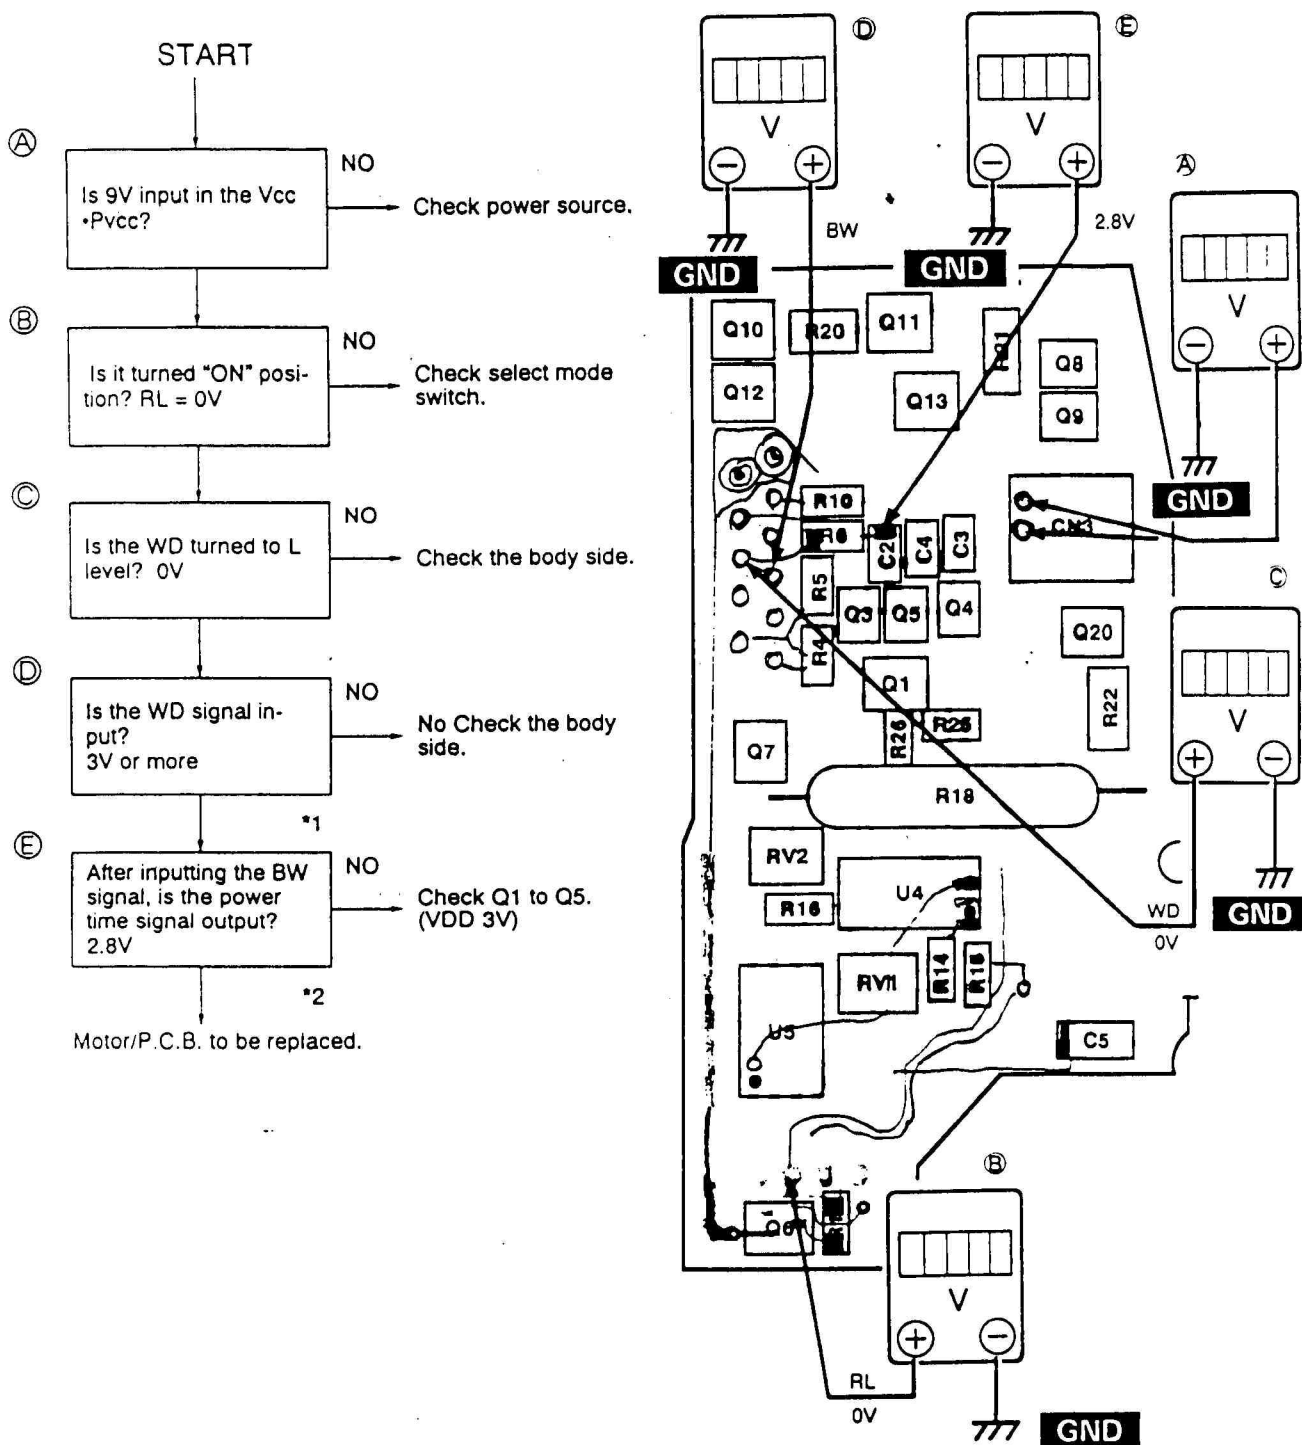 START
Ⓐ
Is 9V input in the Vcc
•Pvcc?
NO
Check power source.
Ⓑ
Is it turned "ON" posi-
tion? RL = 0V
NO
Check select mode
switch.
Ⓒ
Is the WD turned to L
level? 0V
NO
Check the body side.
Ⓓ
Is the WD signal in-
put?
3V or more
NO
No Check the body
side.
*1
Ⓔ
After inputting the BW
signal, is the power
time signal output?
2.8V
NO
Check Q1 to Q5.
(VDD 3V)
*2
Motor/P.C.B. to be replaced.
Ⓓ
V
− +
BW
GND
Ⓔ
V
− +
2.8V
GND
Ⓐ
V
− +
GND
Q10
R20
Q11
Q8
Q12
Q13
Q9
R10
R6
C2
C4
C3
CN3
R5
Q3
Q5
Q4
R4
Q20
Q1
R22
R26
R25
Q7
R18
RV2
U4
R16
RV1
R14
R15
U5
C5
Q6
Ⓒ
V
+ −
WD
0V
GND
Ⓑ
V
+ −
RL
0V
GND